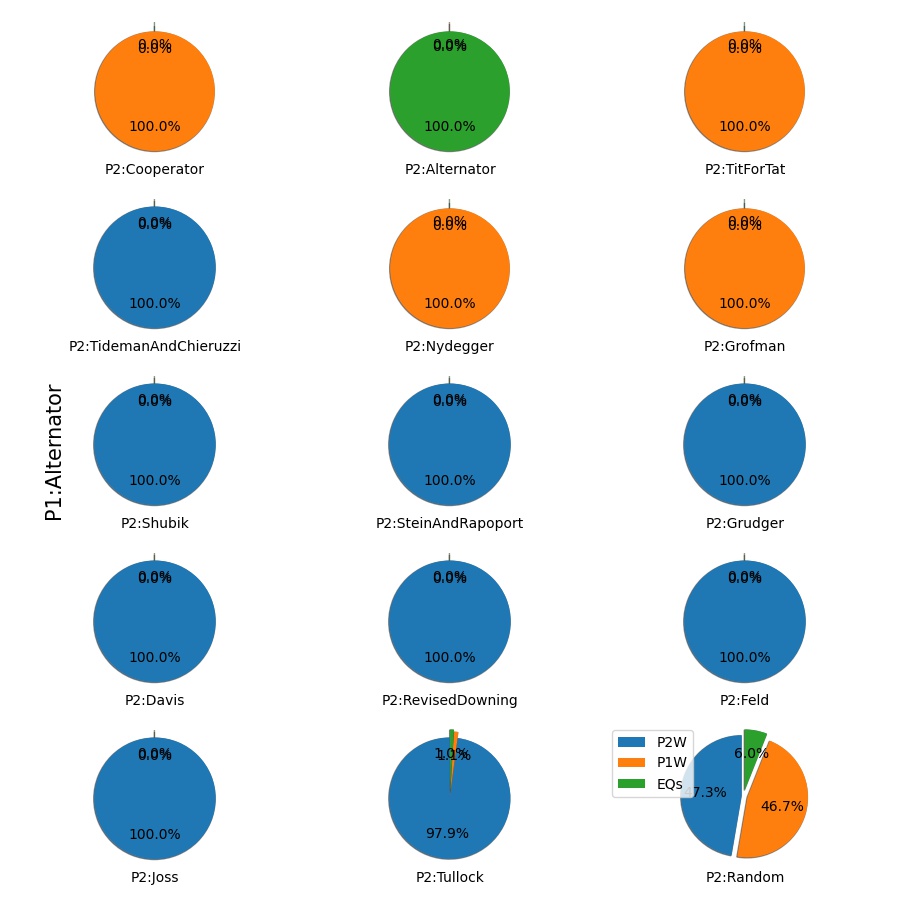 0.0%
0.0%
100.0%
P2:Cooperator
0.0%
0.0%
100.0%
P2:Alternator
0.0%
0.0%
100.0%
P2:TitForTat
0.0%
0.0%
100.0%
P2:TidemanAndChieruzzi
0.0%
0.0%
100.0%
P2:Nydegger
0.0%
0.0%
100.0%
P2:Grofman
P1:Alternator
0.0%
0.0%
100.0%
P2:Shubik
0.0%
0.0%
100.0%
P2:SteinAndRapoport
0.0%
0.0%
100.0%
P2:Grudger
0.0%
0.0%
100.0%
P2:Davis
0.0%
0.0%
100.0%
P2:RevisedDowning
0.0%
0.0%
100.0%
P2:Feld
0.0%
0.0%
100.0%
P2:Joss
1.0%
1.1%
97.9%
P2:Tullock
P2W
P1W
EQs
6.0%
47.3%
46.7%
P2:Random